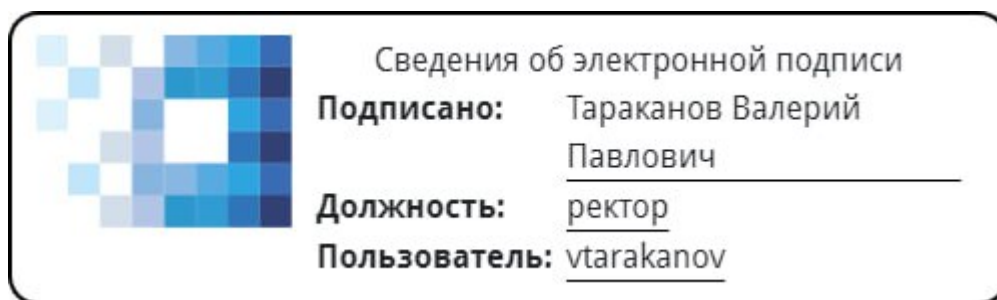 Сведения об электронной подписи
Подписано: Тараканов Валерий
Павлович
Должность: ректор
Пользователь: vtarakanov